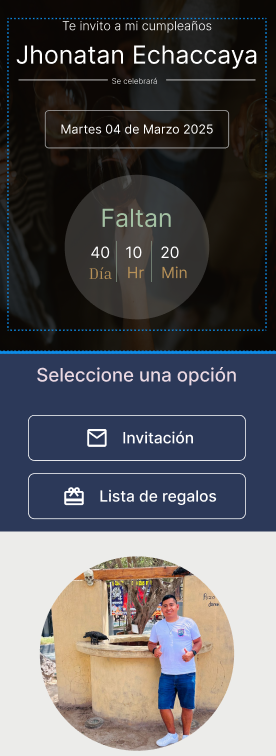 Te invito a mi cumpleaños
Jhonatan Echaccaya
Se celebrará
Martes 04 de Marzo 2025
Faltan
40 10 20
Día Hr Min
Seleccione una opción
Invitación
Lista de regalos